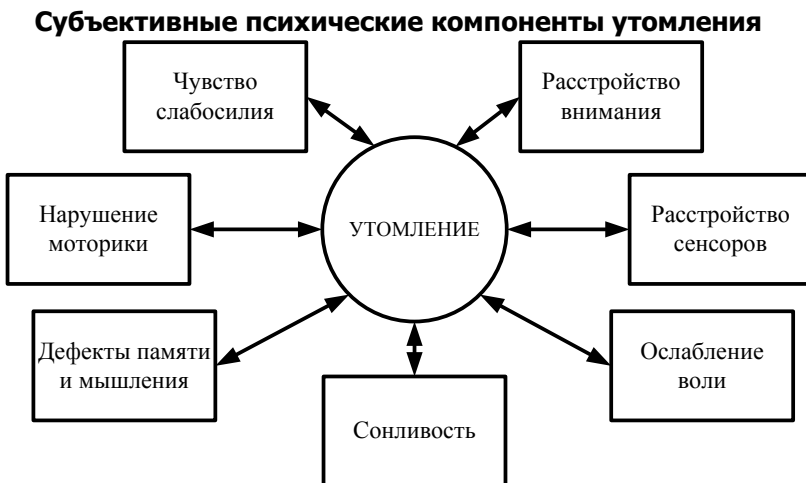 Субъективные психические компоненты утомления
Чувство
слабосилия
Расстройство
внимания
Нарушение
моторики
УТОМЛЕНИЕ
Расстройство
сенсоров
Дефекты памяти
и мышления
Ослабление
воли
Сонливость